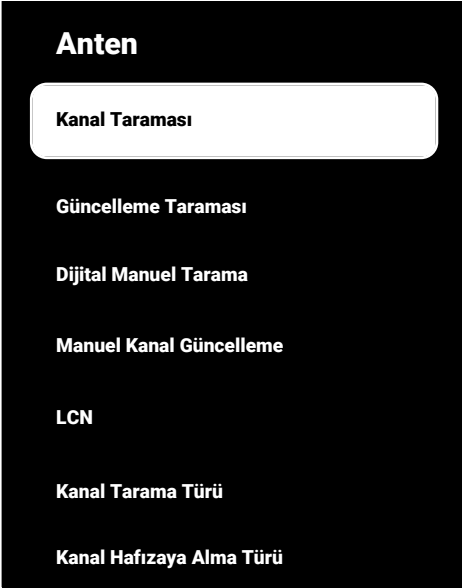 Anten
Kanal Taraması
Güncelleme Taraması
Dijital Manuel Tarama
Manuel Kanal Güncelleme
LCN
Kanal Tarama Türü
Kanal Hafızaya Alma Türü